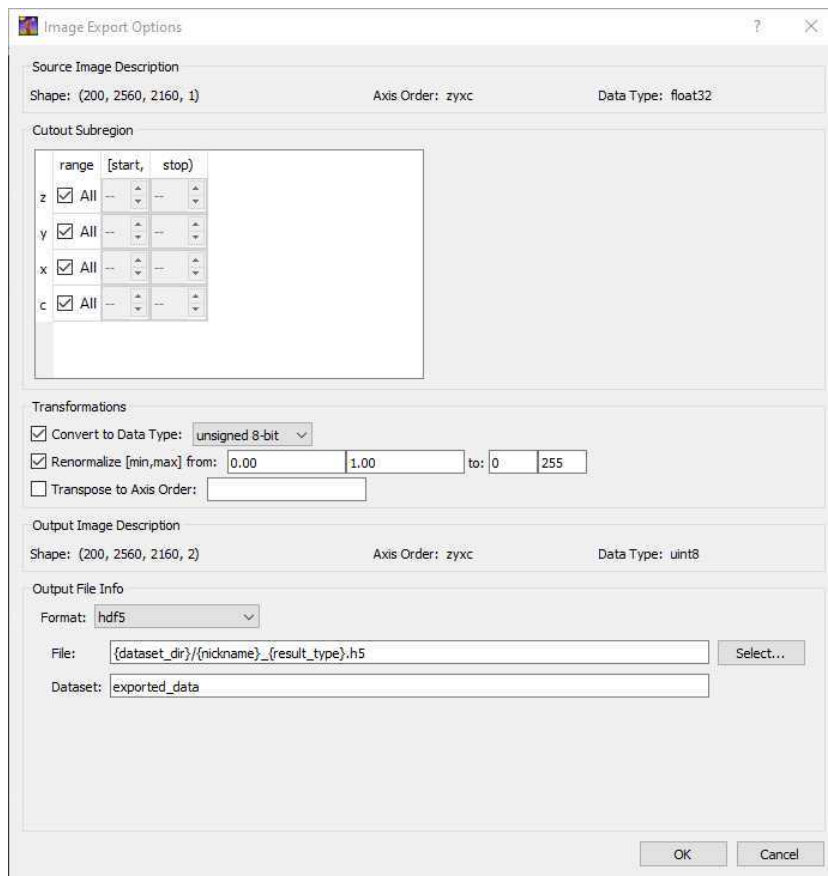 Image Export Options
Source Image Description
Shape: (200, 2560, 2160, 1) Axis Order: zyxc Data Type: float32
Cutout Subregion
range [start, stop)
z All -- --
y All -- --
x All -- --
c All -- --
Transformations
Convert to Data Type: unsigned 8-bit
Renormalize [min,max] from: 0.00 1.00 to: 0 255
Transpose to Axis Order:
Output Image Description
Shape: (200, 2560, 2160, 2) Axis Order: zyxc Data Type: uint8
Output File Info
Format: hdf5
File: {dataset_dir}/{nickname}_{result_type}.h5 Select...
Dataset: exported_data
OK Cancel